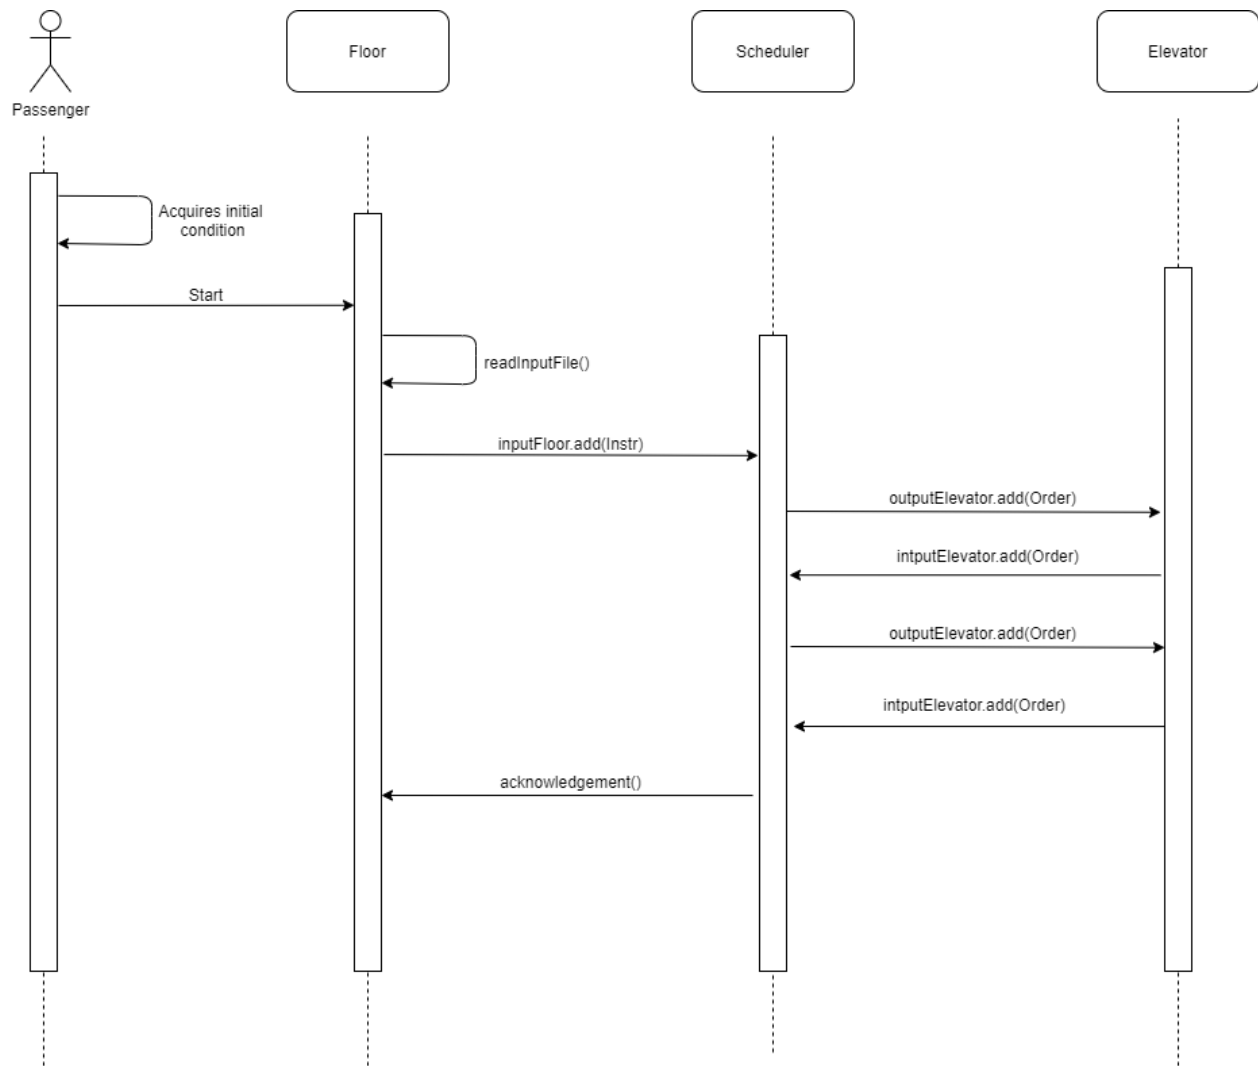 Passenger
Floor
Scheduler
Elevator
Acquires initial
condition
Start
readInputFile()
inputFloor.add(Instr)
outputElevator.add(Order)
intputElevator.add(Order)
outputElevator.add(Order)
intputElevator.add(Order)
acknowledgement()